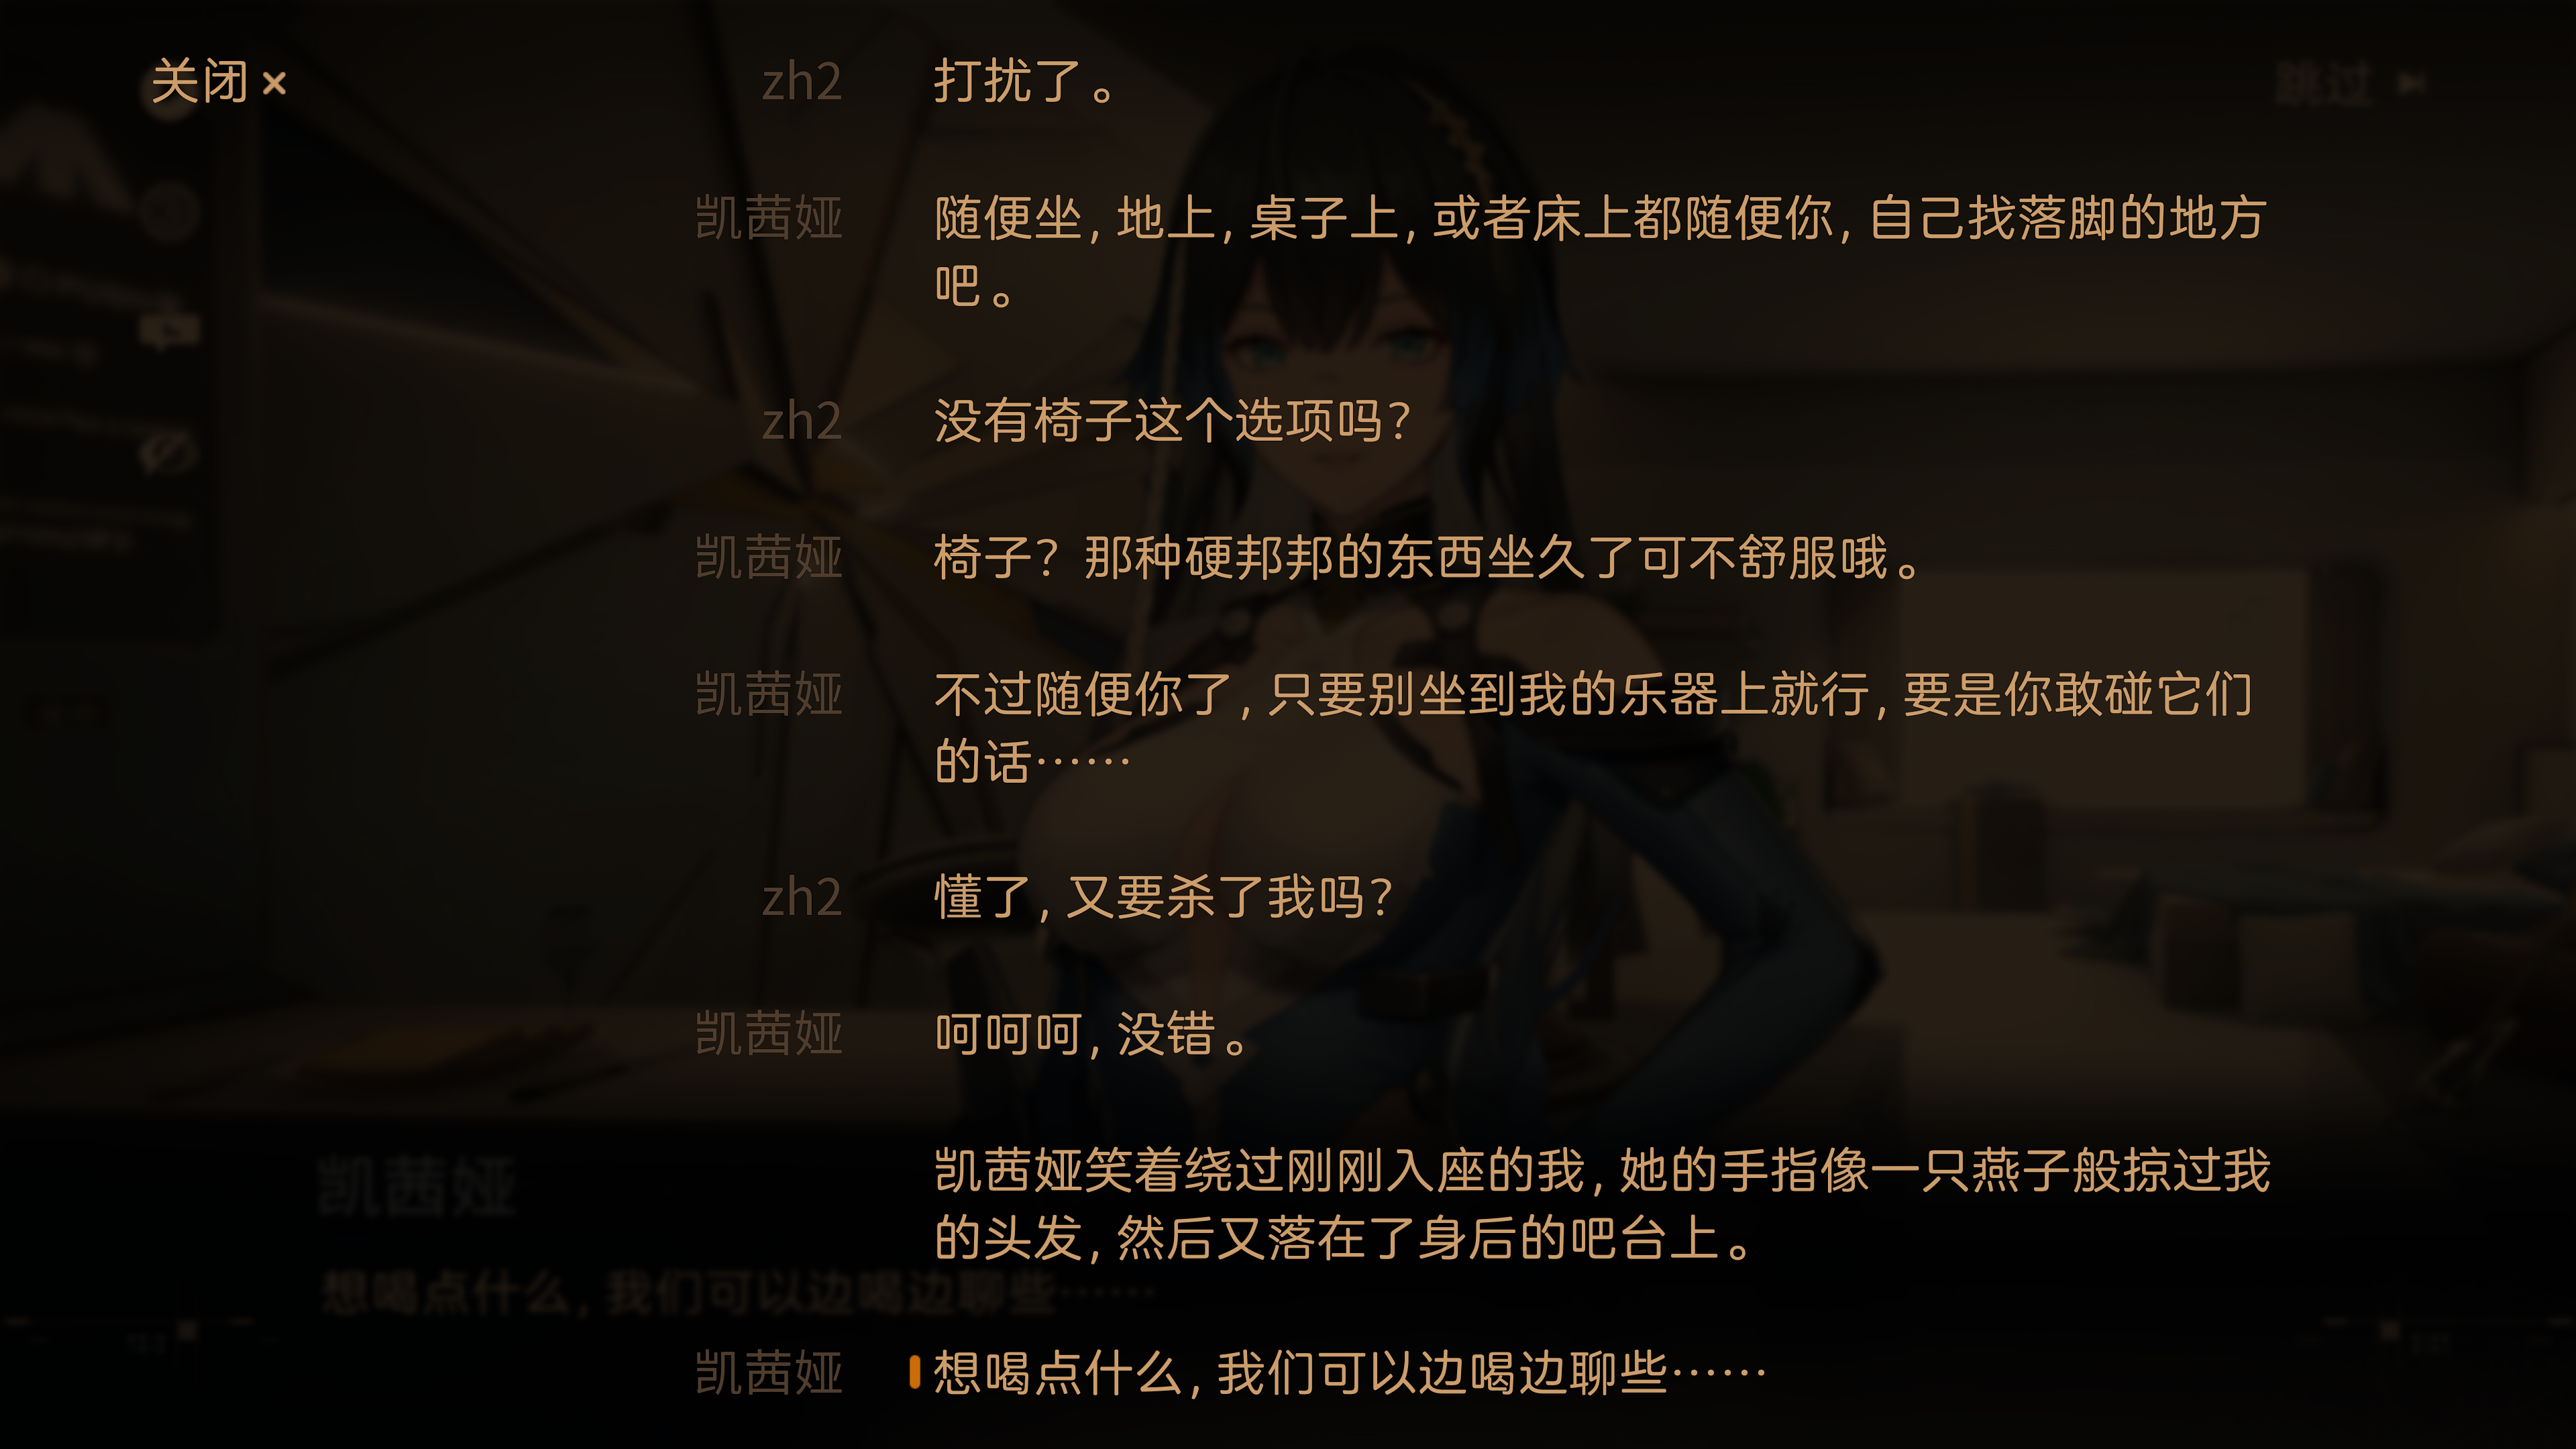 关闭 ×
跳过
zh2 打扰了。
凯茜娅 随便坐，地上，桌子上，或者床上都随便你，自己找落脚的地方
吧。
zh2 没有椅子这个选项吗？
凯茜娅 椅子？那种硬邦邦的东西坐久了可不舒服哦。
凯茜娅 不过随便你了，只要别坐到我的乐器上就行，要是你敢碰它们
的话……
zh2 懂了，又要杀了我吗？
凯茜娅 呵呵呵，没错。
凯茜娅笑着绕过刚刚入座的我，她的手指像一只燕子般掠过我
的头发，然后又落在了身后的吧台上。
凯茜娅
想喝点什么，我们可以边喝边聊些……
凯茜娅 想喝点什么，我们可以边喝边聊些……